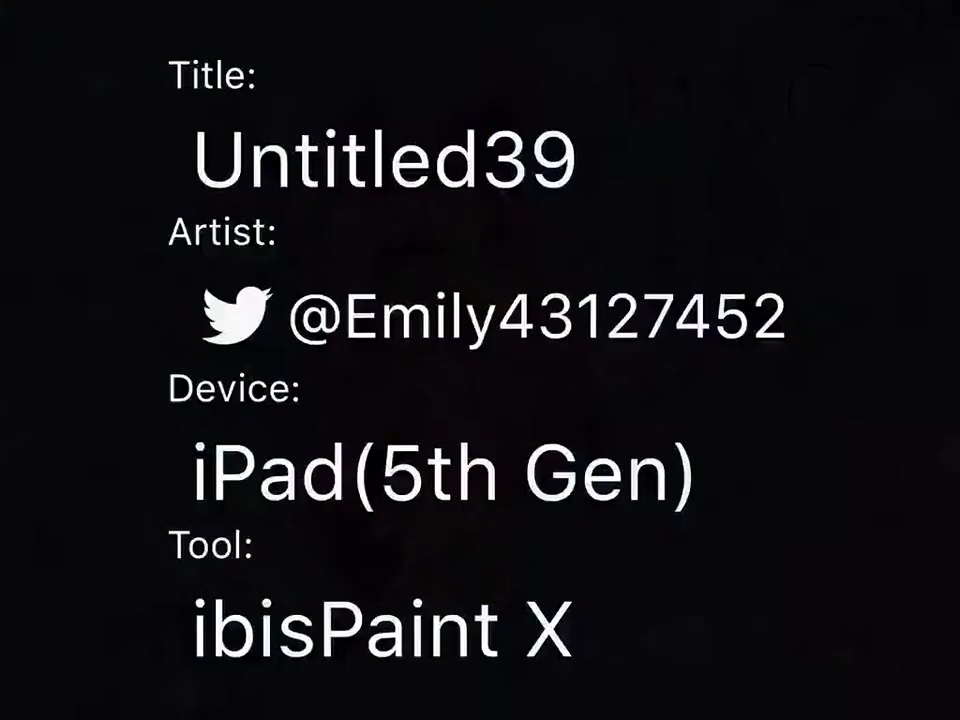 Title:
Untitled39
Artist:
@Emily43127452
Device:
iPad(5th Gen)
Tool:
ibisPaint X